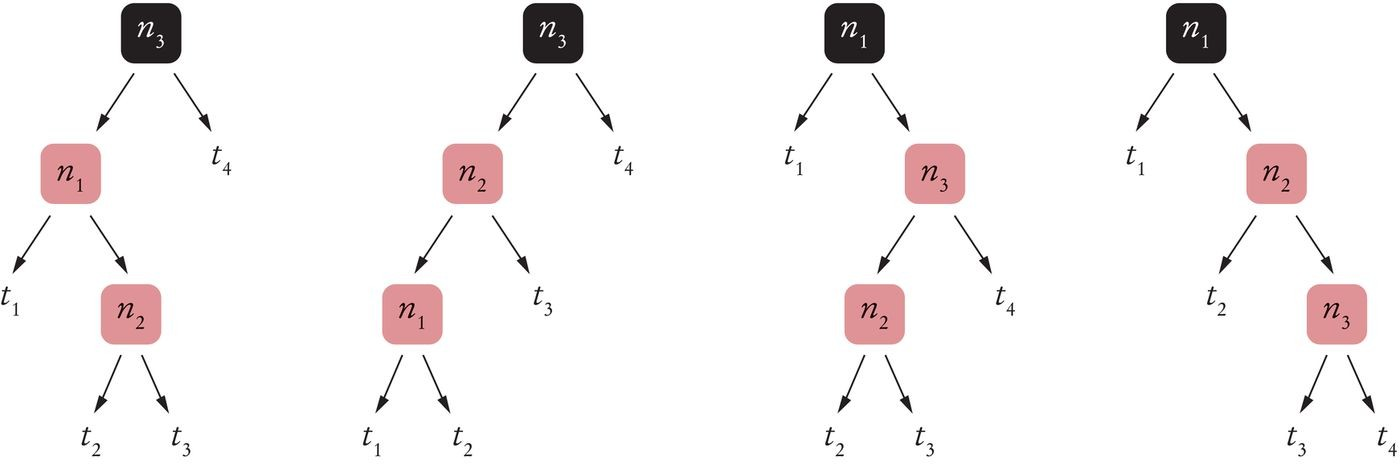 n₃ n₃ n₁ n₁
n₁ t₄ n₂ t₄ t₁ n₃ t₁ n₂
t₁ n₂ n₁ t₃ n₂ t₄ t₂ n₃
t₂ t₃ t₁ t₂ t₂ t₃ t₃ t₄